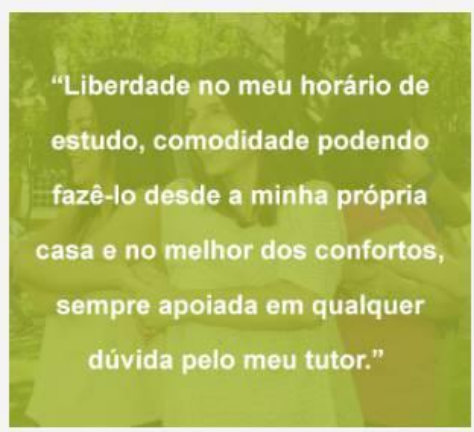 “Liberdade no meu horário de
estudo, comodidade podendo
fazê-lo desde a minha própria
casa e no melhor dos confortos,
sempre apoiada em qualquer
dúvida pelo meu tutor.”